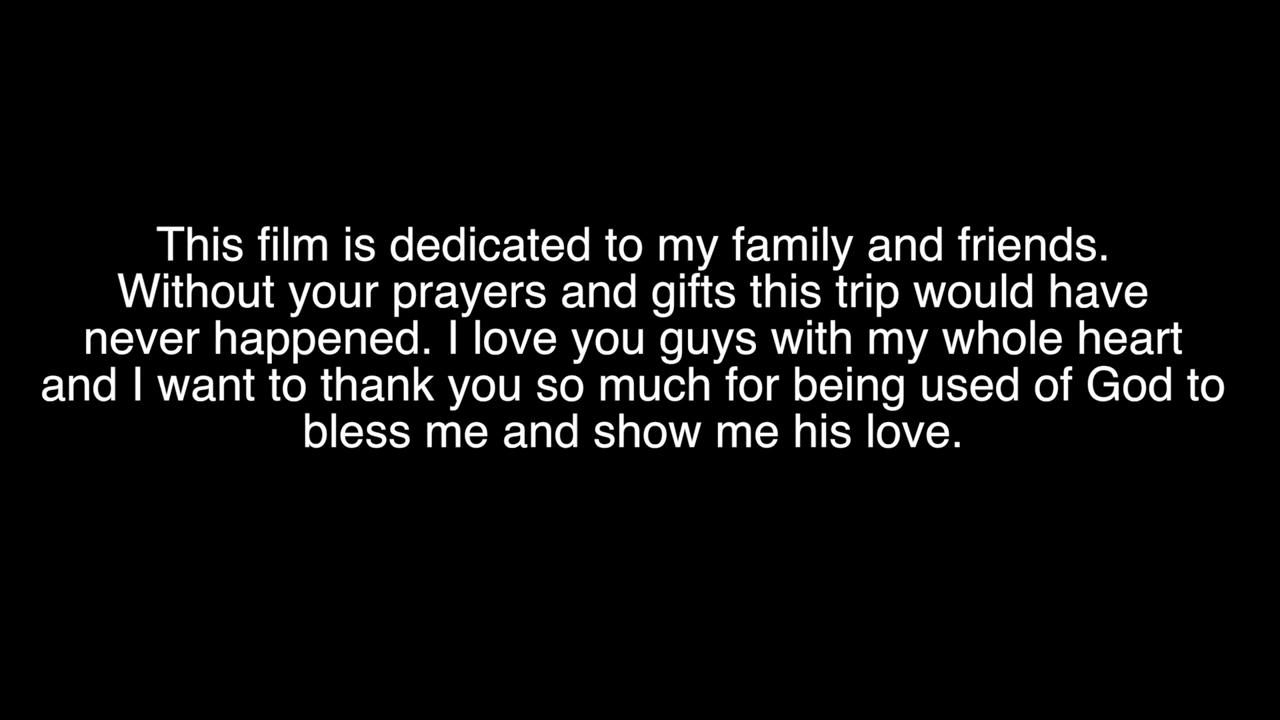 This film is dedicated to my family and friends.
Without your prayers and gifts this trip would have
never happened. I love you guys with my whole heart
and I want to thank you so much for being used of God to
bless me and show me his love.